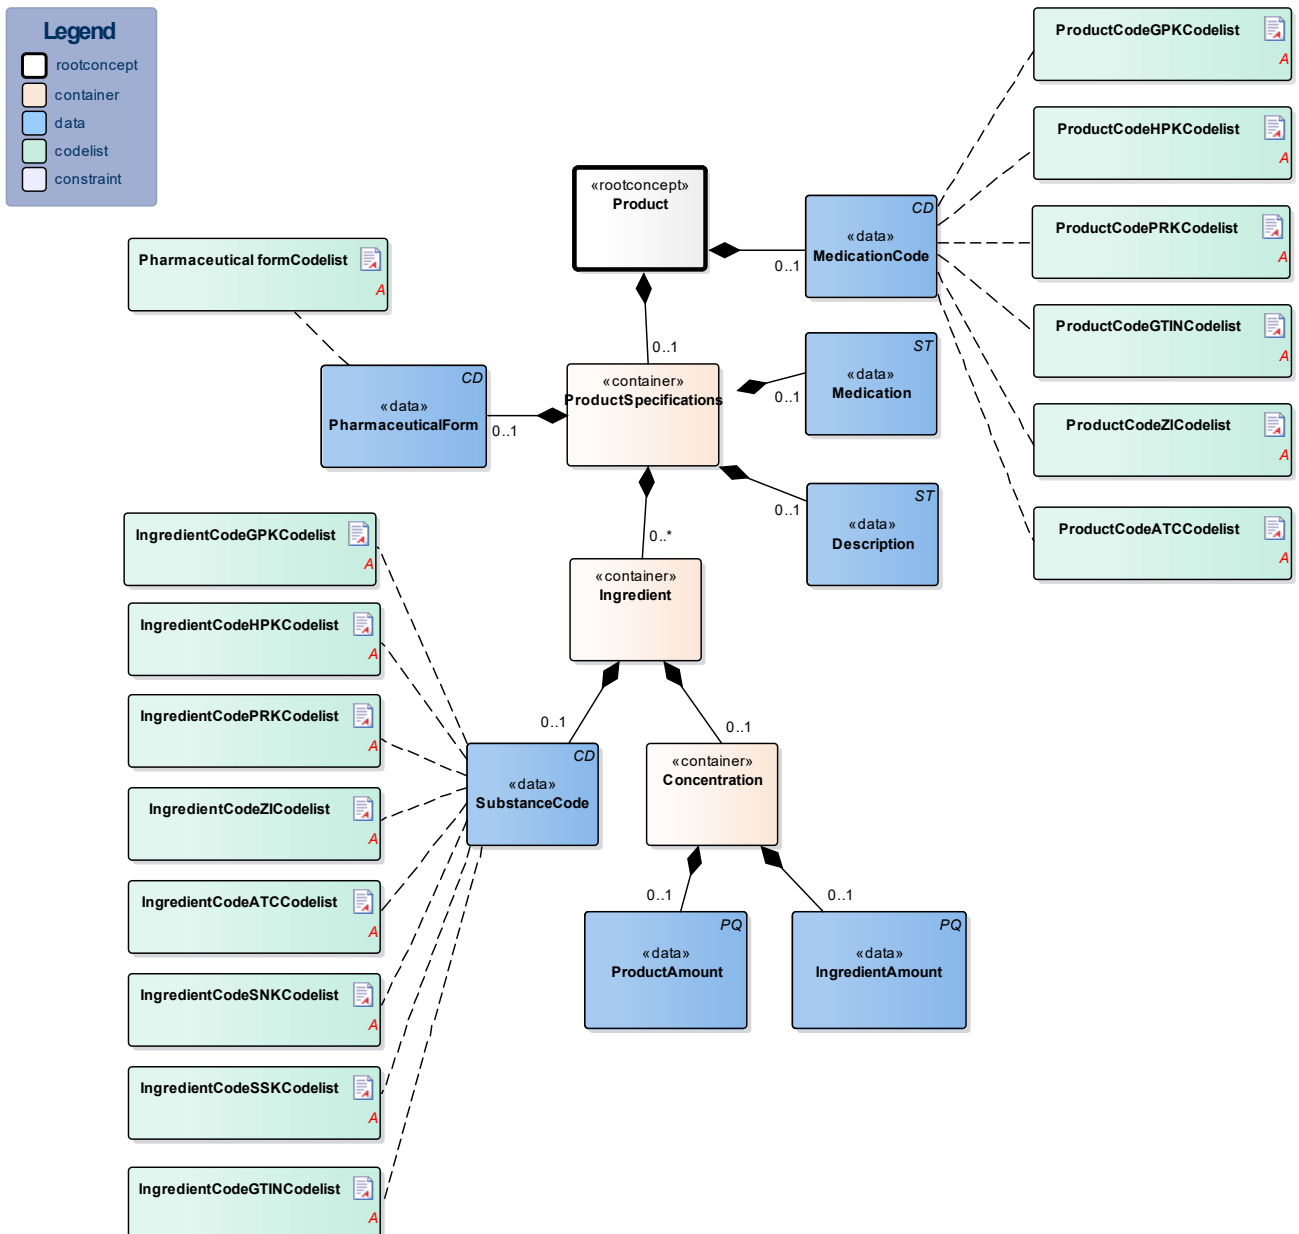 Legend
rootconcept
container
data
codelist
constraint
ProductCodeGPKCodelist
A
ProductCodeHPKCodelist
A
ProductCodePRKCodelist
A
ProductCodeGTINCodelist
A
ProductCodeZICodelist
A
ProductCodeATCCodelist
A
«rootconcept»
Product
CD
«data»
MedicationCode
0..1
0..1
Pharmaceutical formCodelist
A
CD
«data»
PharmaceuticalForm
0..1
«container»
ProductSpecifications
ST
«data»
Medication
0..1
ST
«data»
Description
0..1
0..*
«container»
Ingredient
0..1
0..1
IngredientCodeGPKCodelist
A
IngredientCodeHPKCodelist
A
IngredientCodePRKCodelist
A
IngredientCodeZICodelist
A
IngredientCodeATCCodelist
A
IngredientCodeSNKCodelist
A
IngredientCodeSSKCodelist
A
IngredientCodeGTINCodelist
A
CD
«data»
SubstanceCode
«container»
Concentration
0..1
0..1
PQ
«data»
ProductAmount
PQ
«data»
IngredientAmount